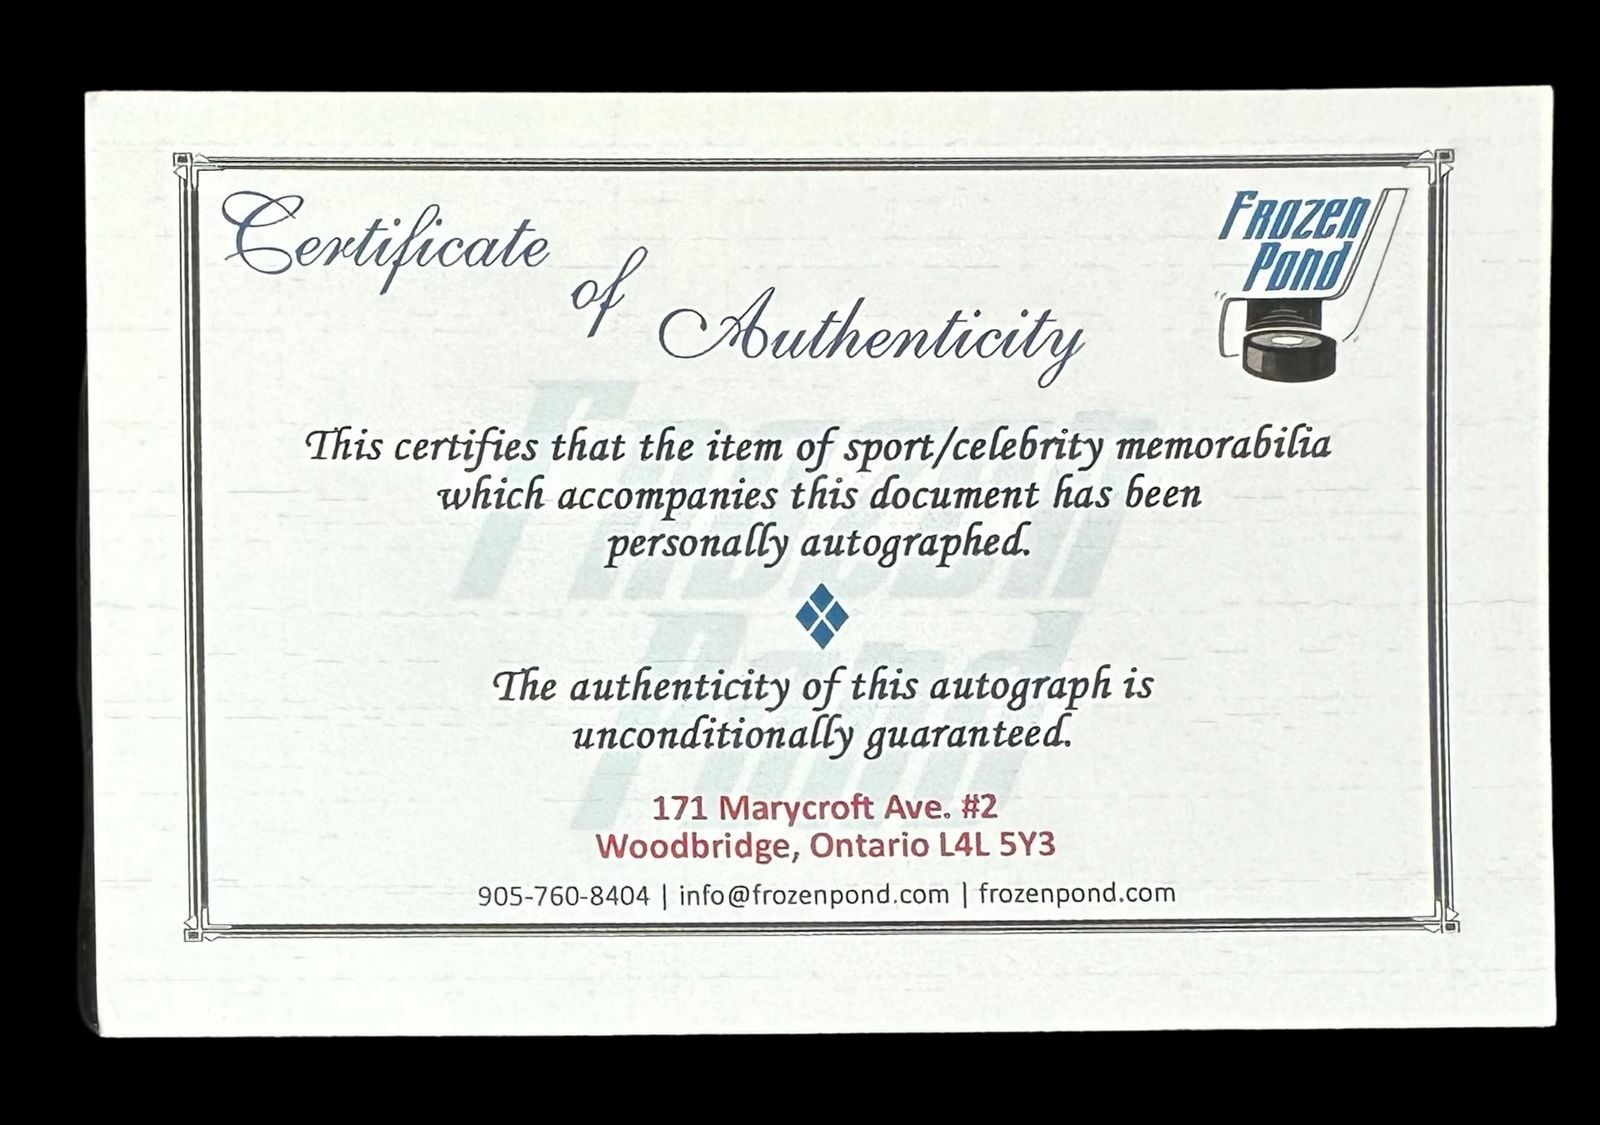 Certificate
of
Authenticity
Frozen
Pond
This certifies that the item of sport/celebrity memorabilia
which accompanies this document has been
personally autographed.
The authenticity of this autograph is
unconditionally guaranteed.
171 Marycroft Ave. #2
Woodbridge, Ontario L4L 5Y3
905-760-8404 | info@frozenpond.com | frozenpond.com
Frozen
Pond